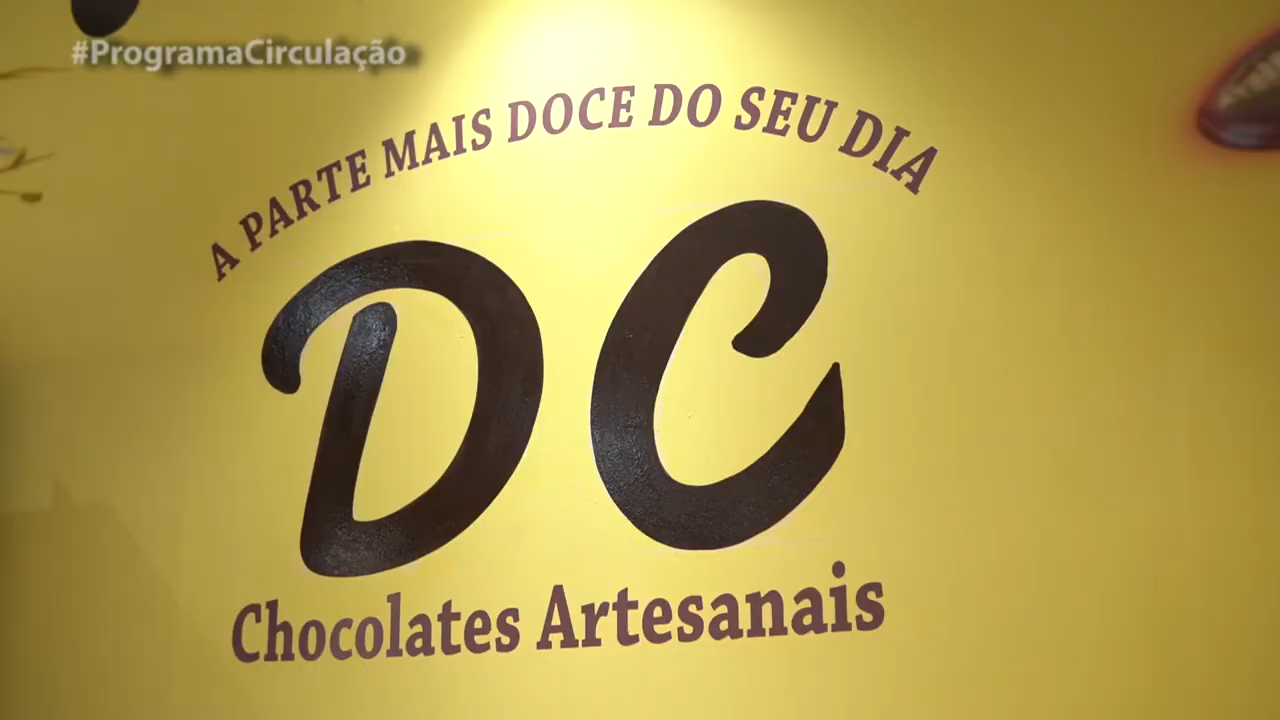 #ProgramaCirculação
A PARTE MAIS DOCE DO SEU DIA
DC
Chocolates Artesanais